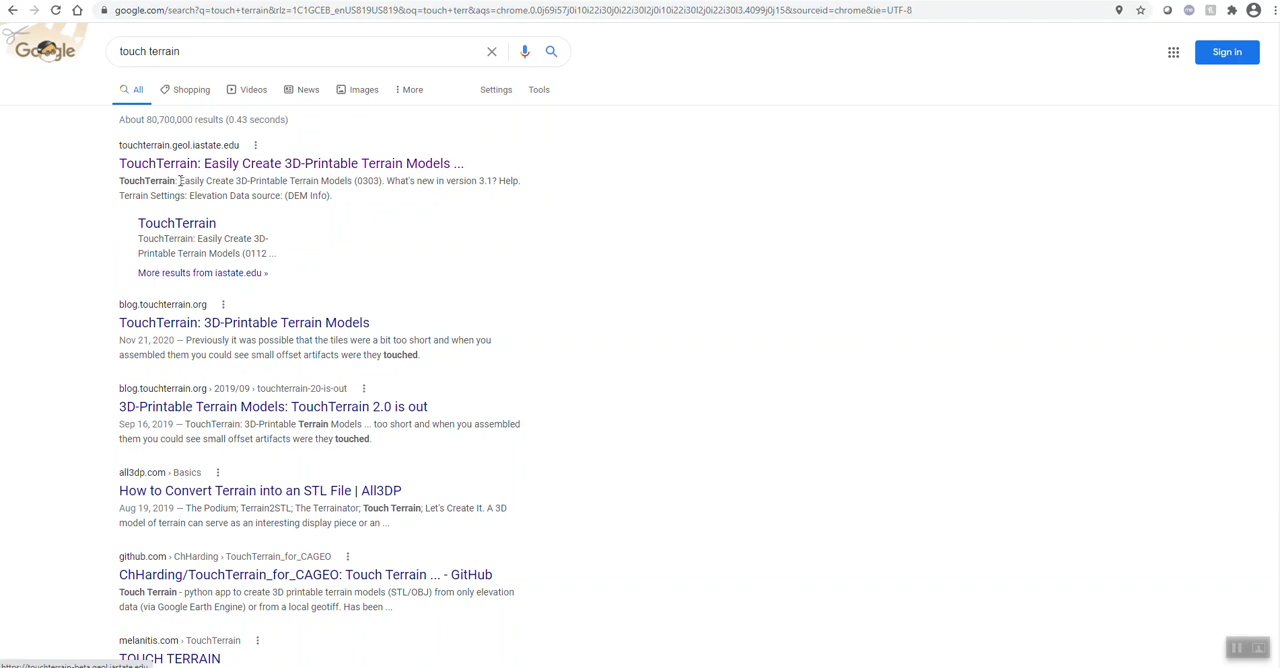 google.com/search?q=touch+terrain&rlz=1C1GCEB_enUS819US819&oq=touch+terr&aqs=chrome.0.0j69i57j0i10i22i30j0i22i30l2j0i10i22i30l2j0i22i30l3.4099j0j15&sourceid=chrome&ie=UTF-8
Google
touch terrain
Sign in
All Shopping Videos News Images More Settings Tools
About 80,700,000 results (0.43 seconds)
touchterrain.geol.iastate.edu
TouchTerrain: Easily Create 3D-Printable Terrain Models ...
TouchTerrain: Easily Create 3D-Printable Terrain Models (0303). What's new in version 3.1? Help.
Terrain Settings: Elevation Data source: (DEM Info).
TouchTerrain
TouchTerrain: Easily Create 3D-
Printable Terrain Models (0112 ...
More results from iastate.edu »
blog.touchterrain.org
TouchTerrain: 3D-Printable Terrain Models
Nov 21, 2020 — Previously it was possible that the tiles were a bit too short and when you
assembled them you could see small offset artifacts were they touched.
blog.touchterrain.org › 2019/09 › touchterrain-20-is-out
3D-Printable Terrain Models: TouchTerrain 2.0 is out
Sep 16, 2019 — TouchTerrain: 3D-Printable Terrain Models ... too short and when you assembled
them you could see small offset artifacts were they touched.
all3dp.com › Basics
How to Convert Terrain into an STL File | All3DP
Aug 19, 2019 — The Podium; Terrain2STL; The Terrainator; Touch Terrain; Let's Create It. A 3D
model of terrain can serve as an interesting display piece or an ...
github.com › ChHarding › TouchTerrain_for_CAGEO
ChHarding/TouchTerrain_for_CAGEO: Touch Terrain ... - GitHub
Touch Terrain - python app to create 3D printable terrain models (STL/OBJ) from only elevation
data (via Google Earth Engine) or from a local geotiff. Has been ...
melanitis.com › TouchTerrain
TOUCH TERRAIN
https://touchterrain-beta.geol.iastate.edu